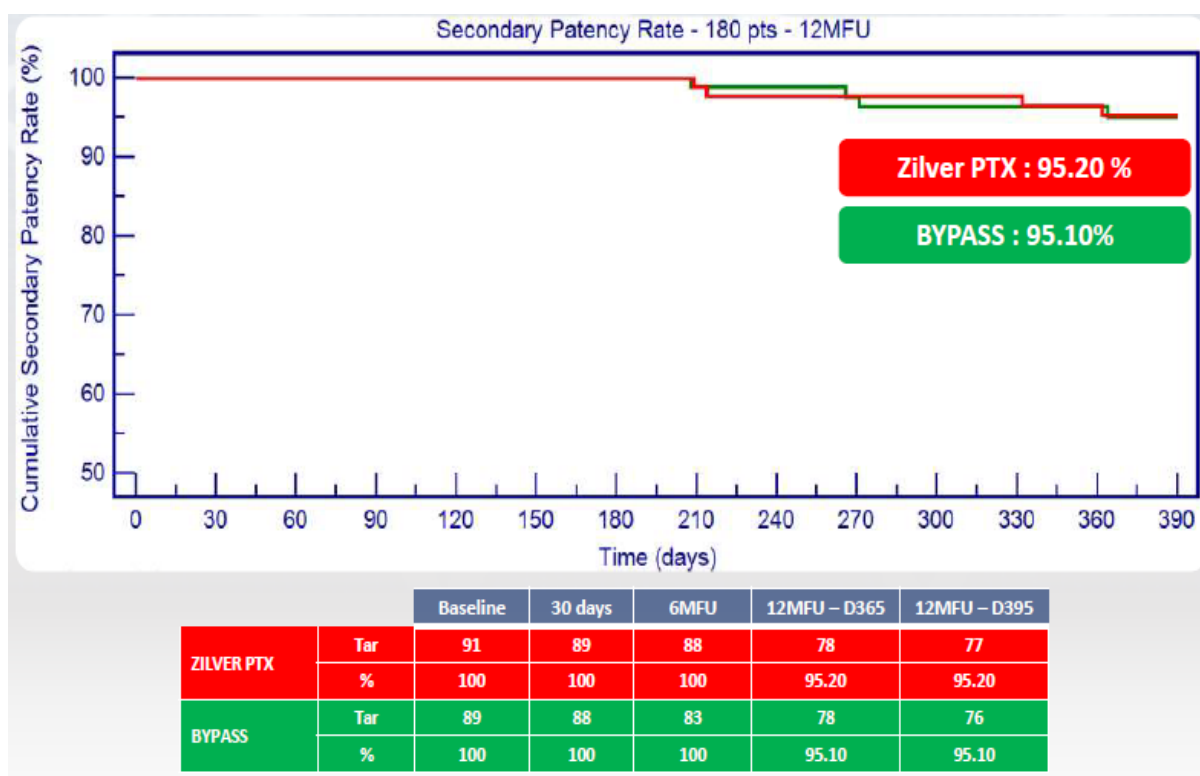 Secondary Patency Rate - 180 pts - 12MFU
Cumulative Secondary Patency Rate (%)
100
90
80
70
60
50
Zilver PTX : 95.20 %
BYPASS : 95.10%
0 30 60 90 120 150 180 210 240 270 300 330 360 390
Time (days)
Baseline 30 days 6MFU 12MFU – D365 12MFU – D395
ZILVER PTX
Tar 91 89 88 78 77
% 100 100 100 95.20 95.20
BYPASS
Tar 89 88 83 78 76
% 100 100 100 95.10 95.10